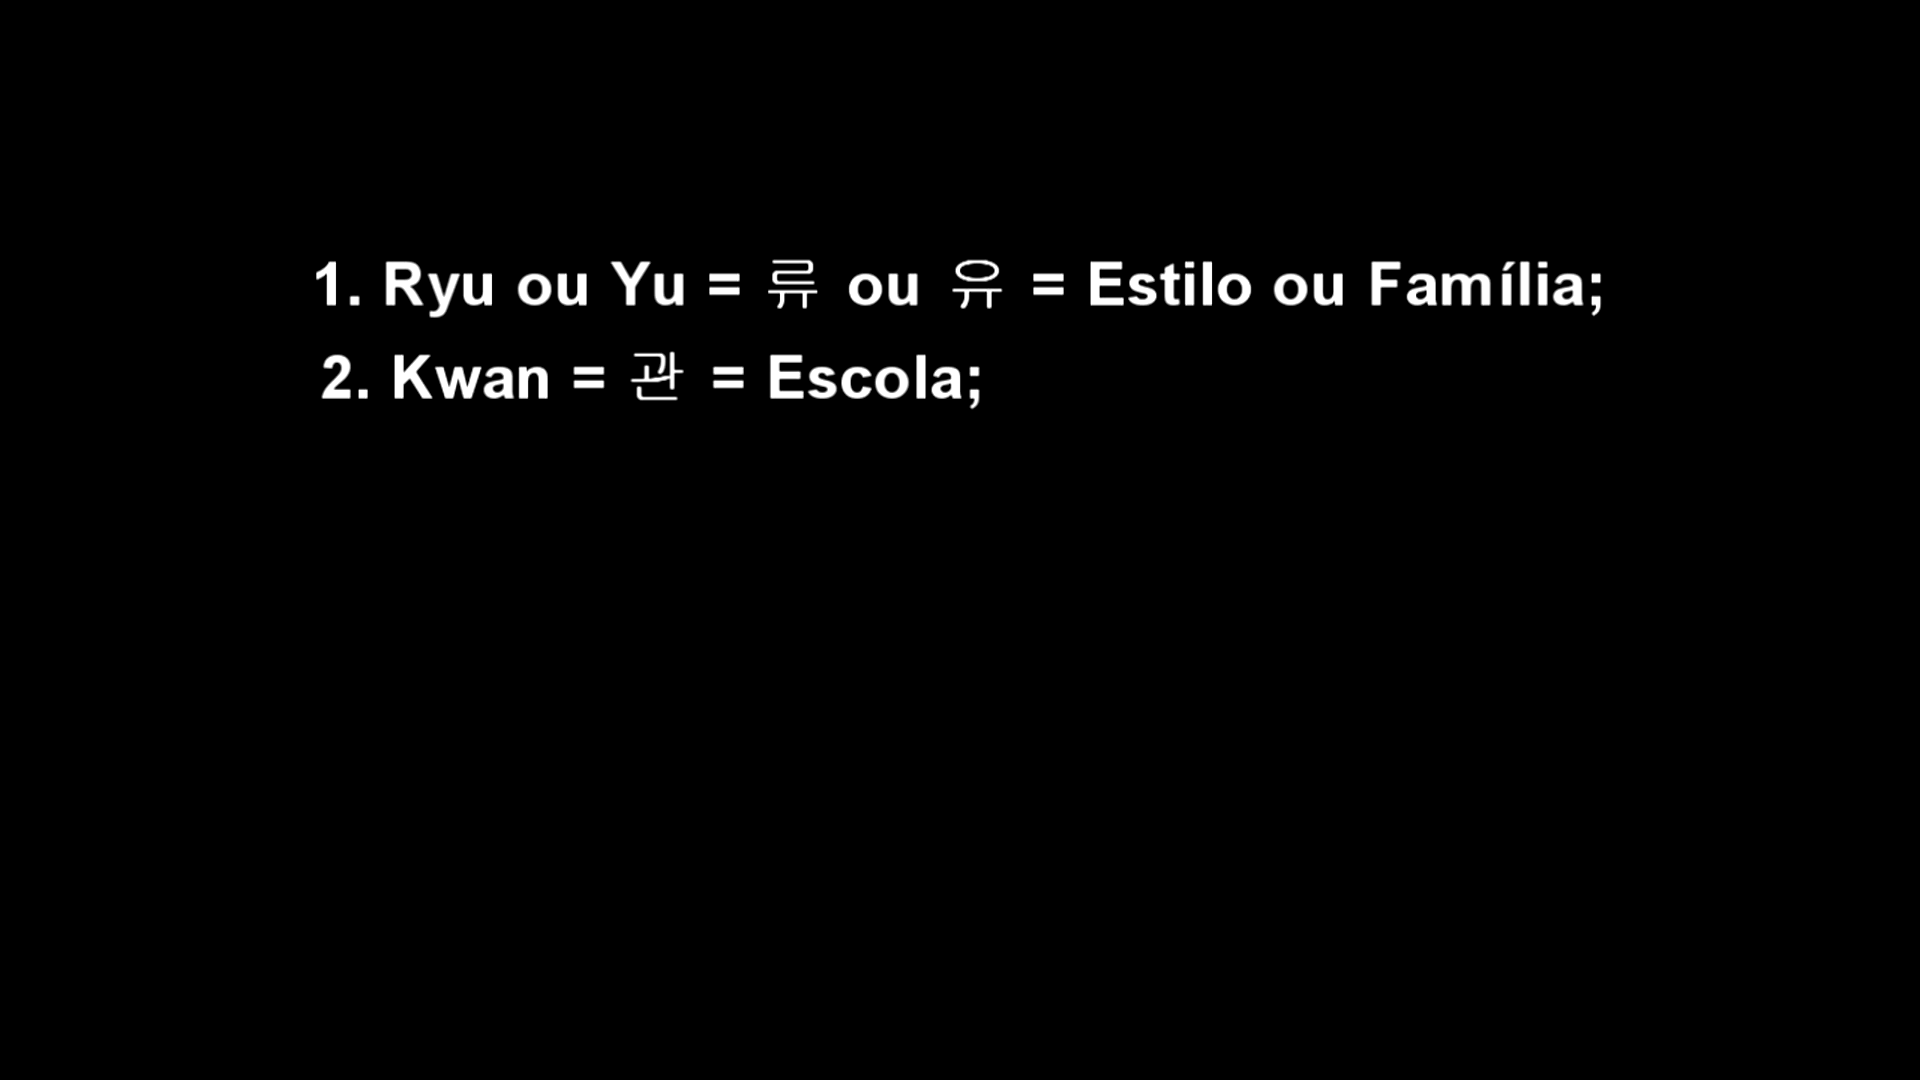 1. Ryu ou Yu = 류 ou 유 = Estilo ou Família;
2. Kwan = 관 = Escola;